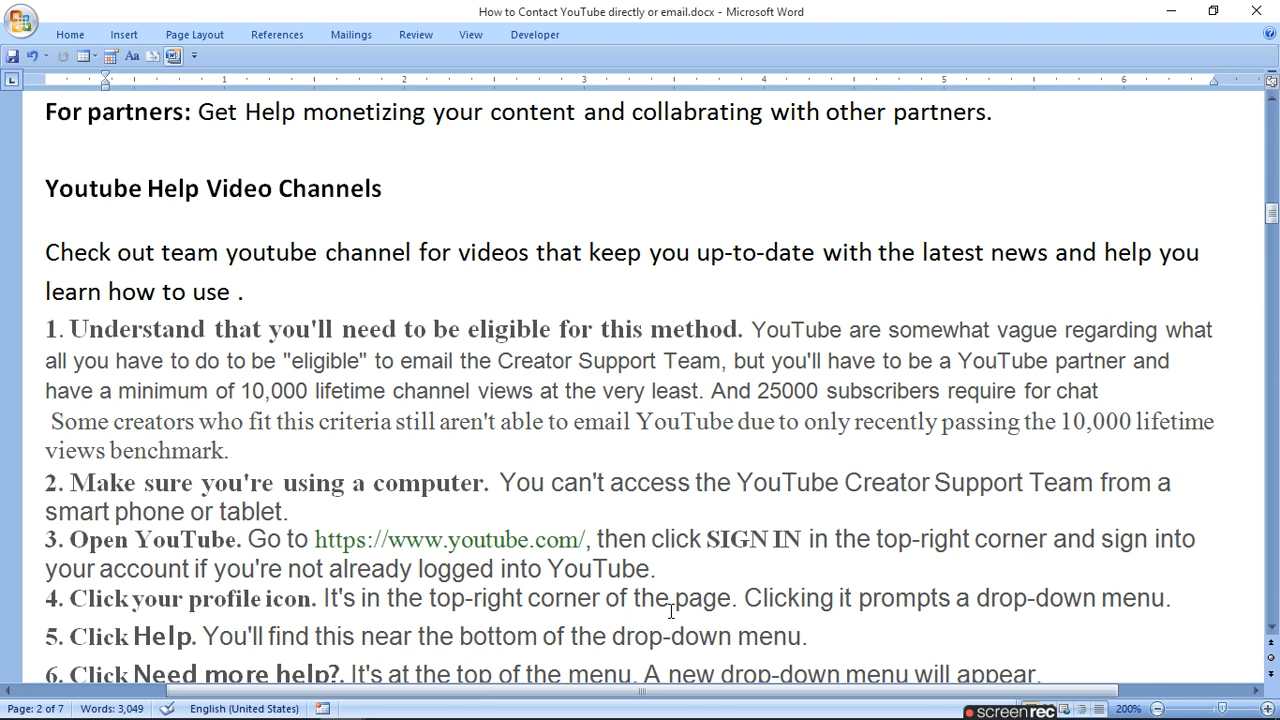 How to Contact YouTube directly or email.docx - Microsoft Word
Home Insert Page Layout References Mailings Review View Developer
Aa
1 2 3 4 5 6
For partners: Get Help monetizing your content and collabrating with other partners.
Youtube Help Video Channels
Check out team youtube channel for videos that keep you up-to-date with the latest news and help you
learn how to use .
1. Understand that you'll need to be eligible for this method. YouTube are somewhat vague regarding what
all you have to do to be "eligible" to email the Creator Support Team, but you'll have to be a YouTube partner and
have a minimum of 10,000 lifetime channel views at the very least. And 25000 subscribers require for chat
Some creators who fit this criteria still aren't able to email YouTube due to only recently passing the 10,000 lifetime
views benchmark.
2. Make sure you're using a computer. You can't access the YouTube Creator Support Team from a
smart phone or tablet.
3. Open YouTube. Go to https://www.youtube.com/, then click SIGN IN in the top-right corner and sign into
your account if you're not already logged into YouTube.
4. Click your profile icon. It's in the top-right corner of the page. Clicking it prompts a drop-down menu.
5. Click Help. You'll find this near the bottom of the drop-down menu.
6. Click Need more help?. It's at the top of the menu. A new drop-down menu will appear.
Page: 2 of 7 Words: 3,049 English (United States) 200%
screenrec